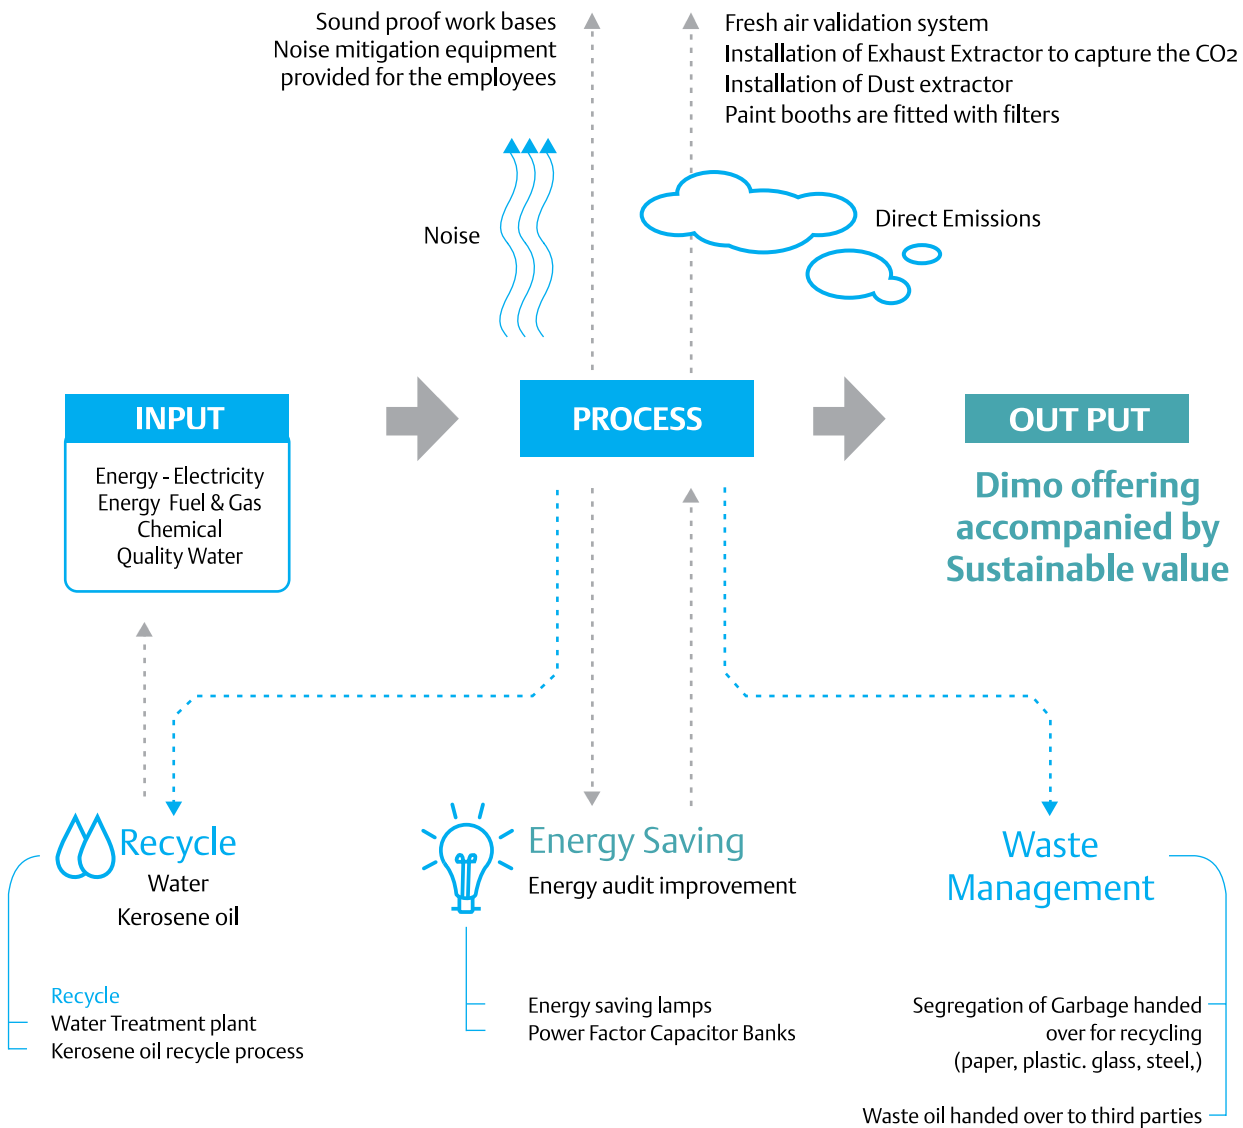 Sound proof work bases
Noise mitigation equipment
provided for the employees
Fresh air validation system
Installation of Exhaust Extractor to capture the CO2
Installation of Dust extractor
Paint booths are fitted with filters
Noise
Direct Emissions
INPUT
Energy - Electricity
Energy Fuel & Gas
Chemical
Quality Water
PROCESS
OUT PUT
Dimo offering
accompanied by
Sustainable value
Recycle
Water
Kerosene oil
Recycle
Water Treatment plant
Kerosene oil recycle process
Energy Saving
Energy audit improvement
Energy saving lamps
Power Factor Capacitor Banks
Waste
Management
Segregation of Garbage handed
over for recycling
(paper, plastic. glass, steel,)
Waste oil handed over to third parties